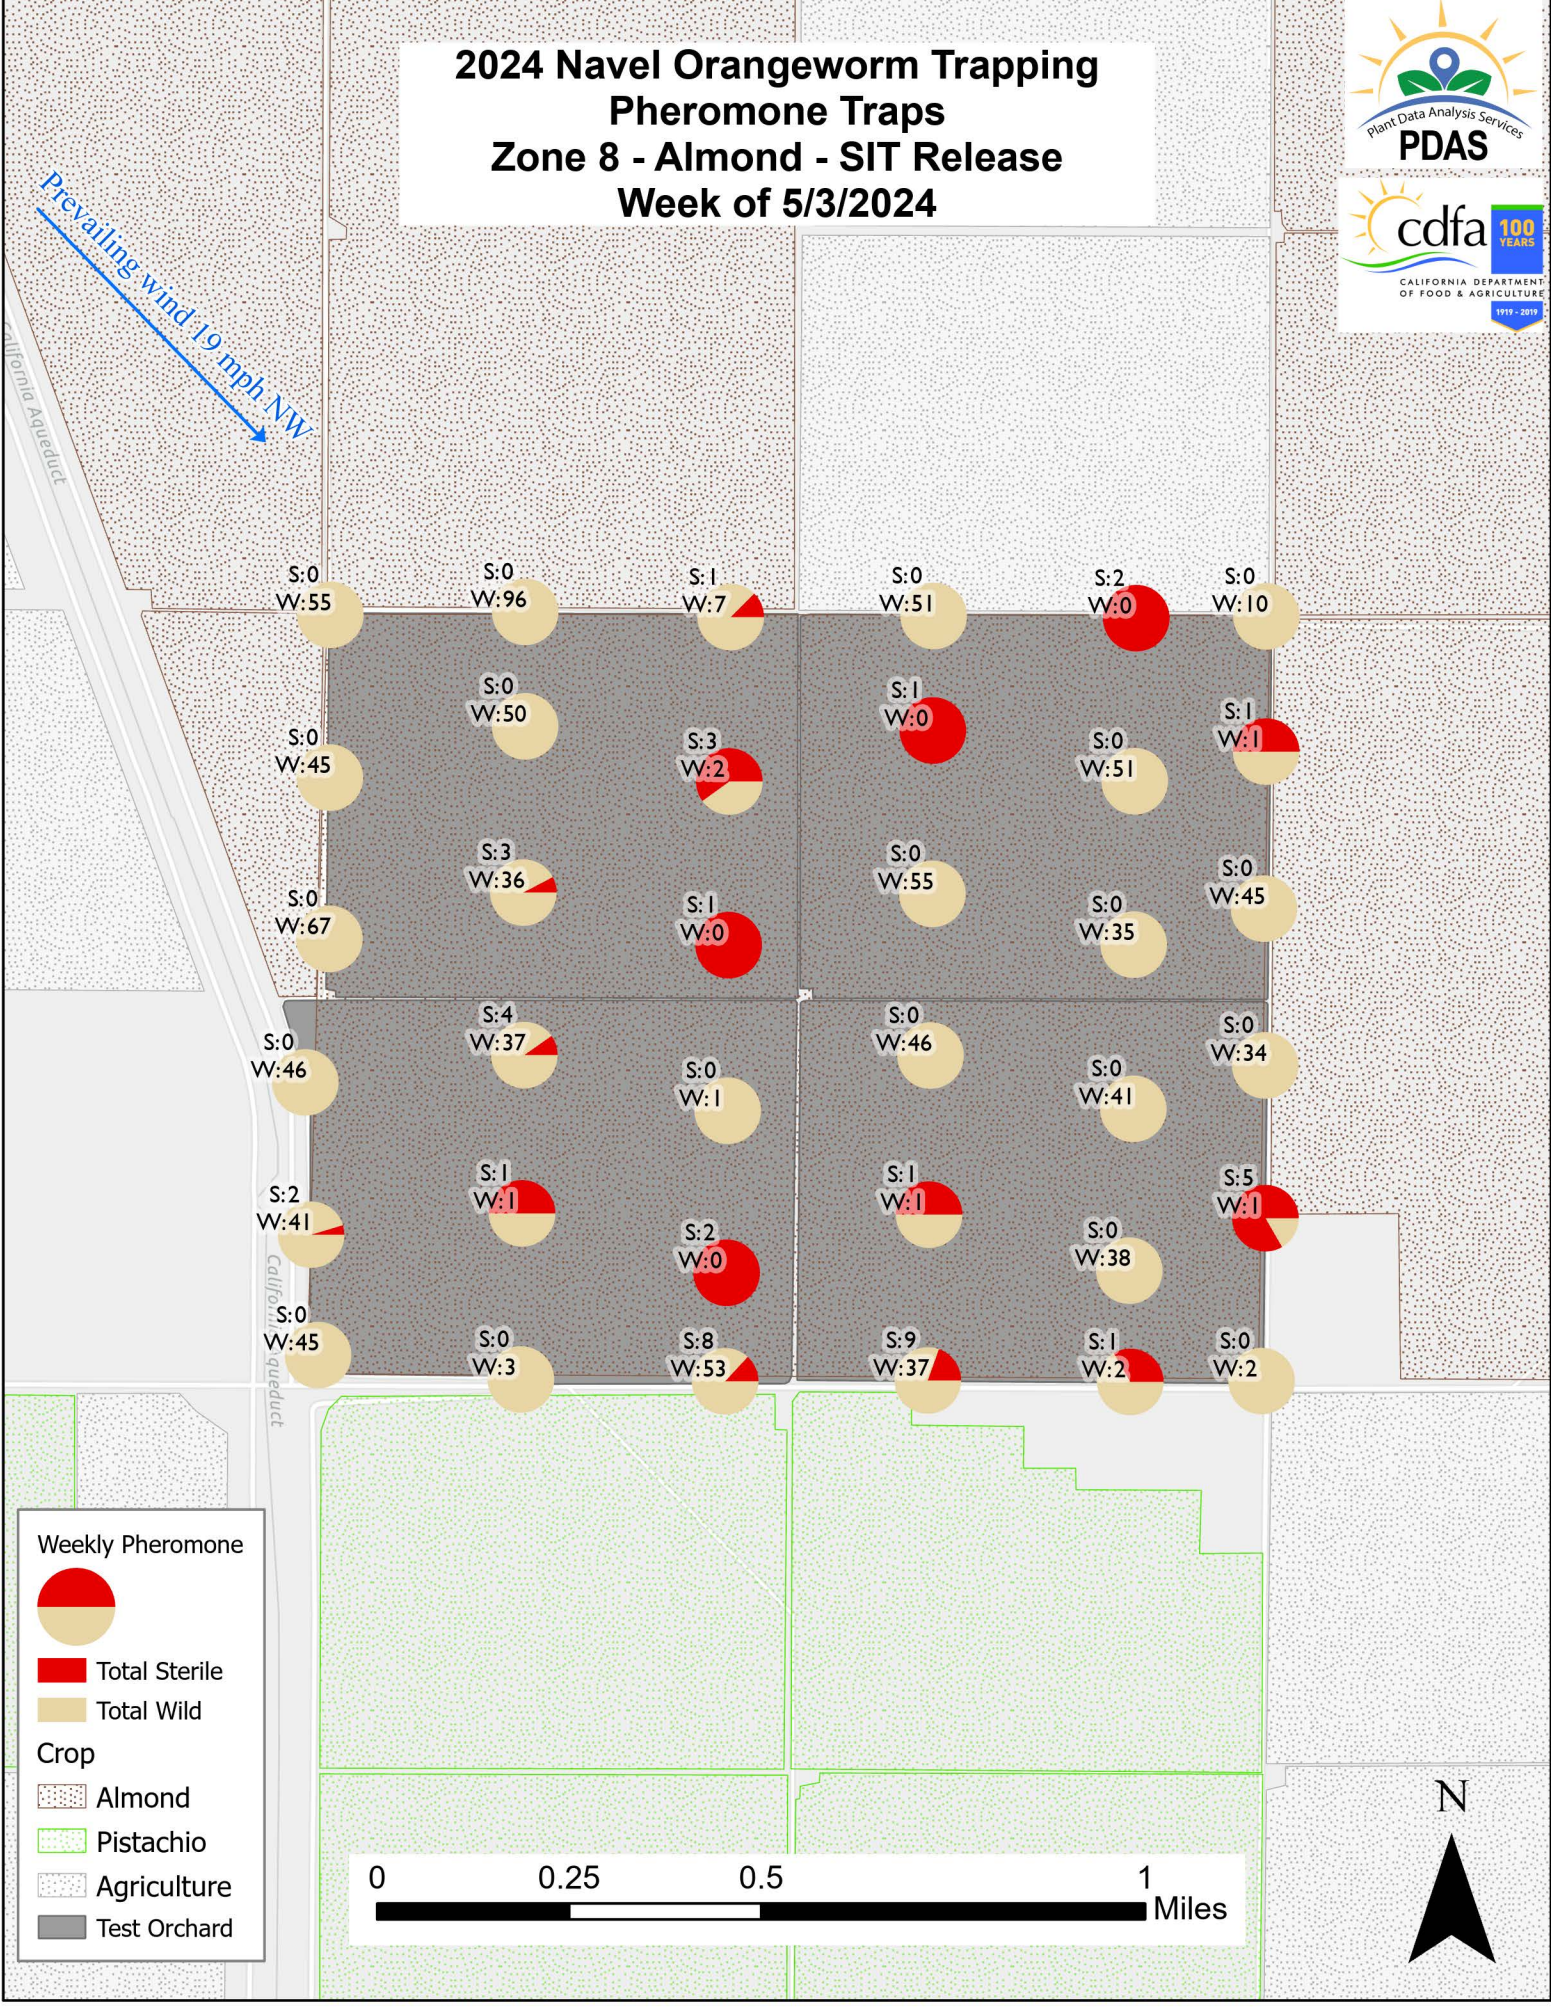 2024 Navel Orangeworm Trapping
Pheromone Traps
Zone 8 - Almond - SIT Release
Week of 5/3/2024
Plant Data Analysis Services
PDAS
cdfa
100
YEARS
CALIFORNIA DEPARTMENT
OF FOOD & AGRICULTURE
1919 - 2019
Prevailing wind 19 mph NW
California Aqueduct
S:0
W:55
S:0
W:96
S:1
W:7
S:0
W:51
S:2
W:0
S:0
W:10
S:0
W:45
S:0
W:50
S:3
W:2
S:1
W:0
S:0
W:51
S:1
W:1
S:0
W:67
S:3
W:36
S:1
W:0
S:0
W:55
S:0
W:35
S:0
W:45
S:0
W:46
S:4
W:37
S:0
W:1
S:0
W:46
S:0
W:41
S:0
W:34
S:2
W:41
S:1
W:1
S:2
W:0
S:1
W:1
S:0
W:38
S:5
W:1
California Aqueduct
S:0
W:45
S:0
W:3
S:8
W:53
S:9
W:37
S:1
W:2
S:0
W:2
Weekly Pheromone
Total Sterile
Total Wild
Crop
Almond
Pistachio
Agriculture
Test Orchard
0 0.25 0.5 1
Miles
N